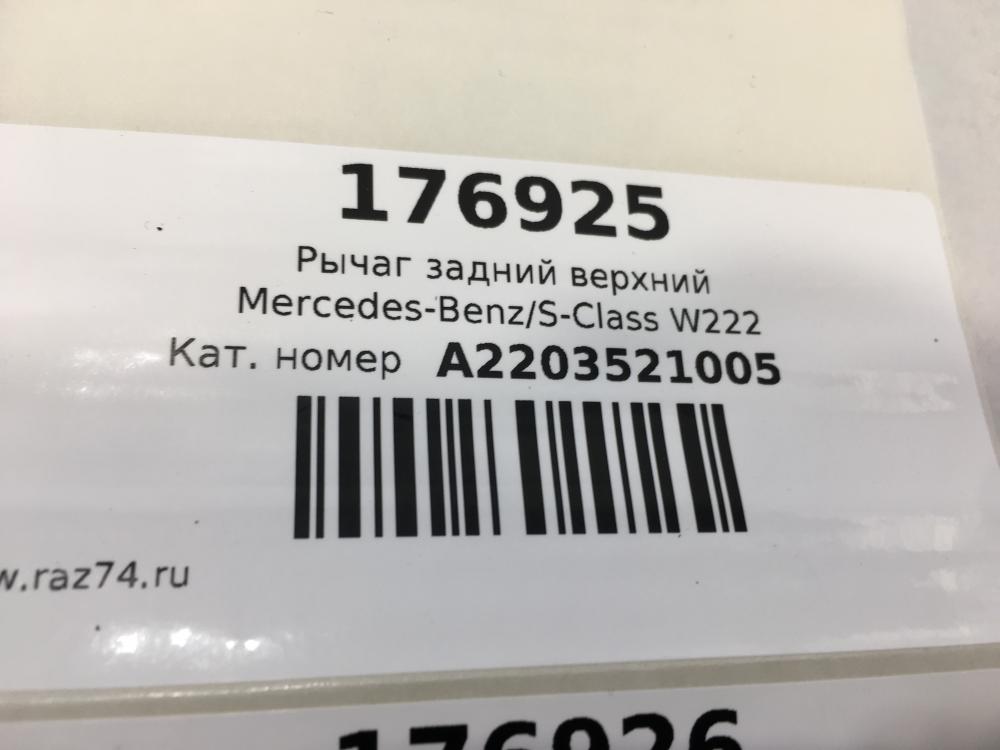 176925
Рычаг задний верхний
Mercedes-Benz/S-Class W222
Кат. номер A2203521005
w.raz74.ru
176926